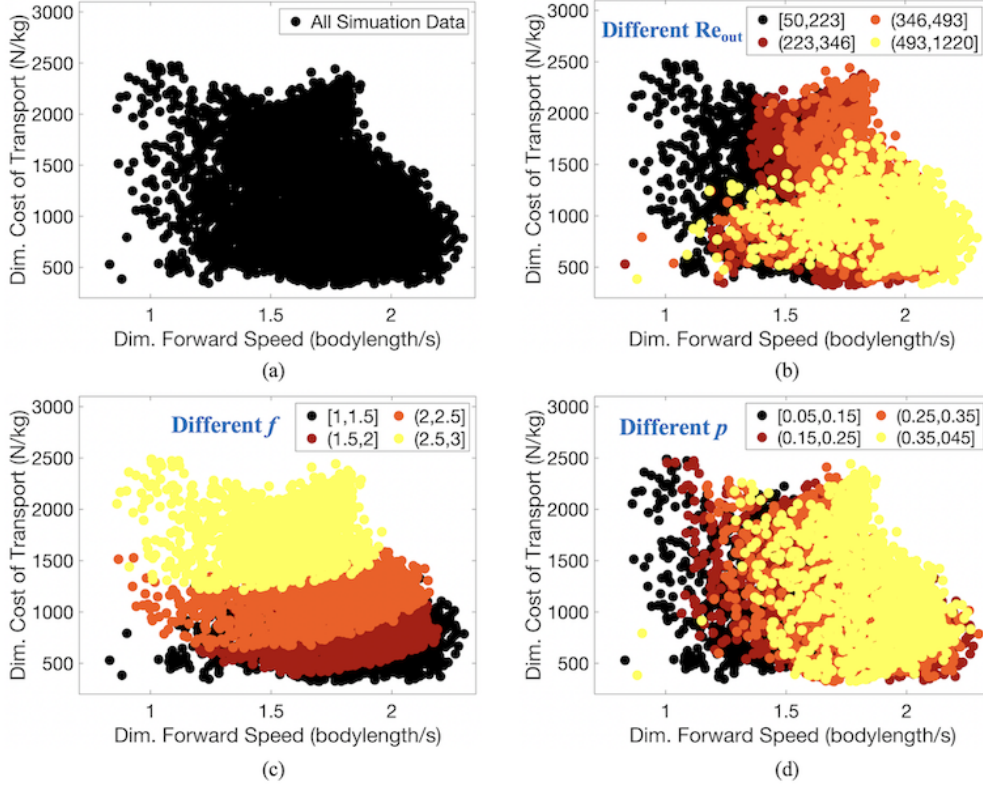 3000
2500
2000
1500
1000
500
1
1.5
2
Dim. Cost of Transport (N/kg)
Dim. Forward Speed (bodylength/s)
All Simuation Data
(a)
3000
2500
2000
1500
1000
500
1
1.5
2
Dim. Cost of Transport (N/kg)
Dim. Forward Speed (bodylength/s)
Different Reout
[50,223] (346,493]
(223,346] (493,1220]
(b)
3000
2500
2000
1500
1000
500
1
1.5
2
Dim. Cost of Transport (N/kg)
Dim. Forward Speed (bodylength/s)
Different f
[1,1.5] (2,2.5]
(1.5,2] (2.5,3]
(c)
3000
2500
2000
1500
1000
500
1
1.5
2
Dim. Cost of Transport (N/kg)
Dim. Forward Speed (bodylength/s)
Different p
[0.05,0.15] (0.25,0.35]
(0.15,0.25] (0.35,045]
(d)